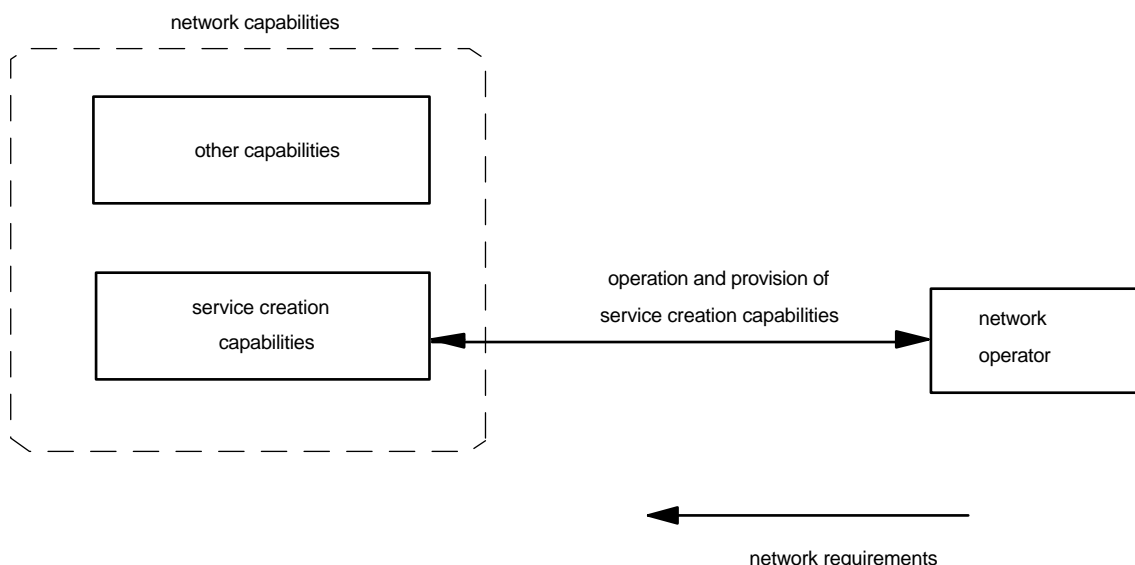 network capabilities
other capabilities
service creation
capabilities
operation and provision of
service creation capabilities
network
operator
network requirements